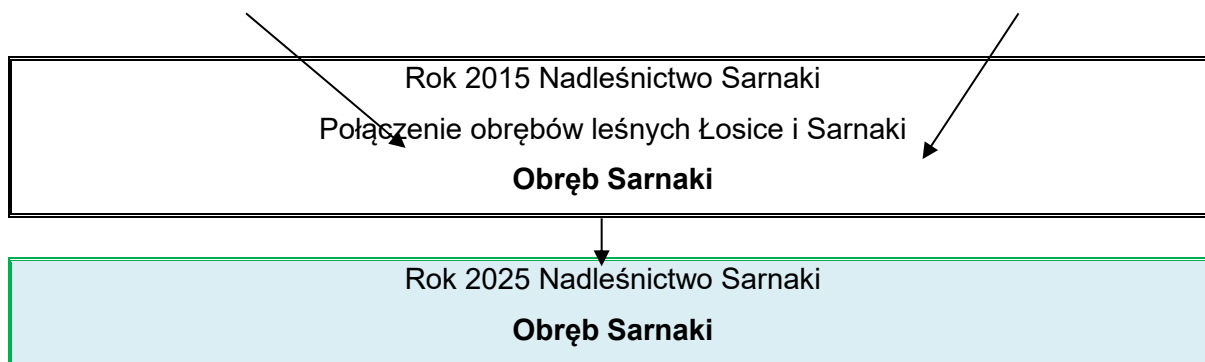 Rok 2015 Nadleśnictwo Sarnaki
Połączenie obrębów leśnych Łosice i Sarnaki
Obręb Sarnaki
Rok 2025 Nadleśnictwo Sarnaki
Obręb Sarnaki